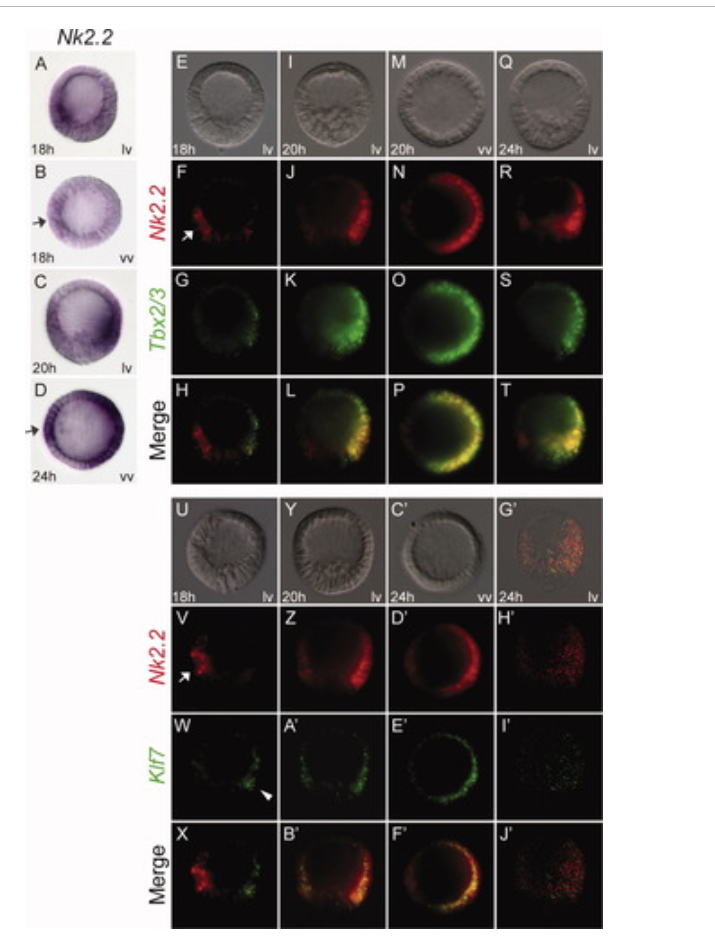 Nk2.2
A
18h lv
B
18h vv
C
20h lv
D
24h vv
E
18h lv
I
20h lv
M
20h vv
Q
24h lv
Nk2.2
F
J
N
R
Tbx2/3
G
K
O
S
Merge
H
L
P
T
U
18h lv
Y
20h lv
C'
24h vv
G'
24h lv
Nk2.2
V
Z
D'
H'
Klf7
W
A'
E'
I'
Merge
X
B'
F'
J'